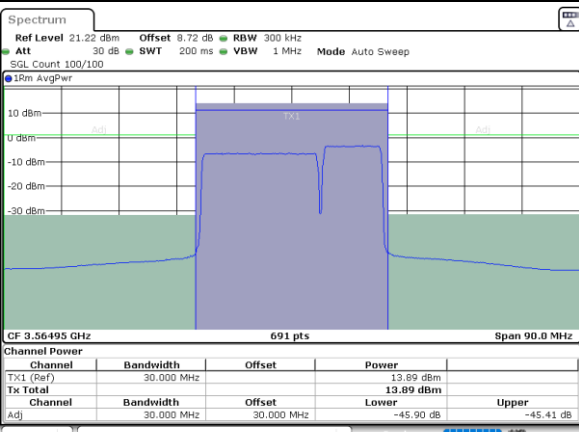 Spectrum
Ref Level 21.22 dBm Offset 8.72 dB RBW 300 kHz
Att 30 dB SWT 200 ms VBW 1 MHz Mode Auto Sweep
SGL Count 100/100
1Rm AvgPwr
10 dBm
TX1
Adj Adj
0 dBm
-10 dBm
-20 dBm
-30 dBm
CF 3.56495 GHz 691 pts Span 90.0 MHz
Channel Power
Channel Bandwidth Offset Power
TX1 (Ref) 30.000 MHz 13.89 dBm
Tx Total 13.89 dBm
Channel Bandwidth Offset Lower Upper
Adj 30.000 MHz 30.000 MHz -45.90 dB -45.41 dB